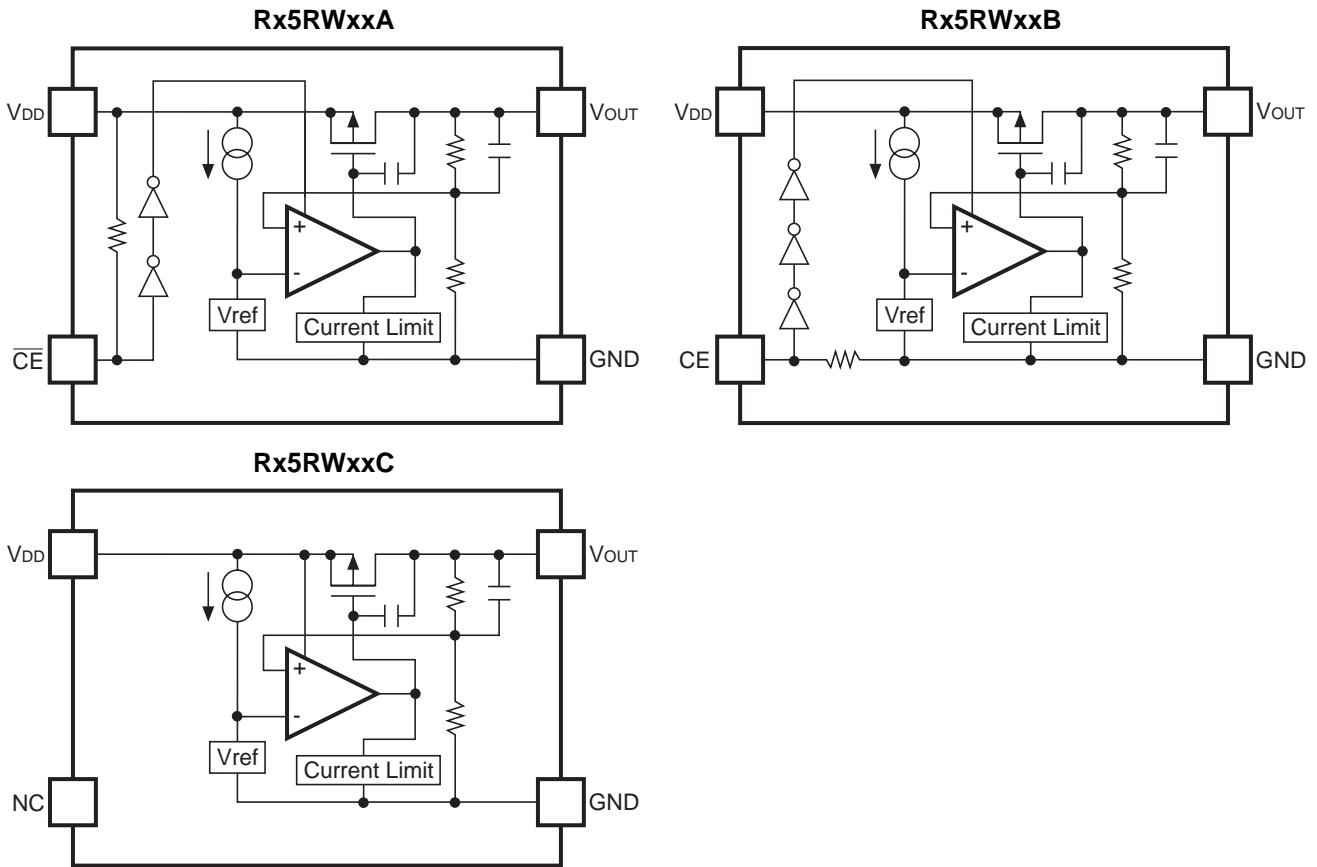 Rx5RWxxA
VDD
VOUT
+
-
Vref
Current Limit
C̅E̅
GND
Rx5RWxxB
VDD
VOUT
+
-
Vref
Current Limit
CE
GND
Rx5RWxxC
VDD
VOUT
+
-
Vref
Current Limit
NC
GND